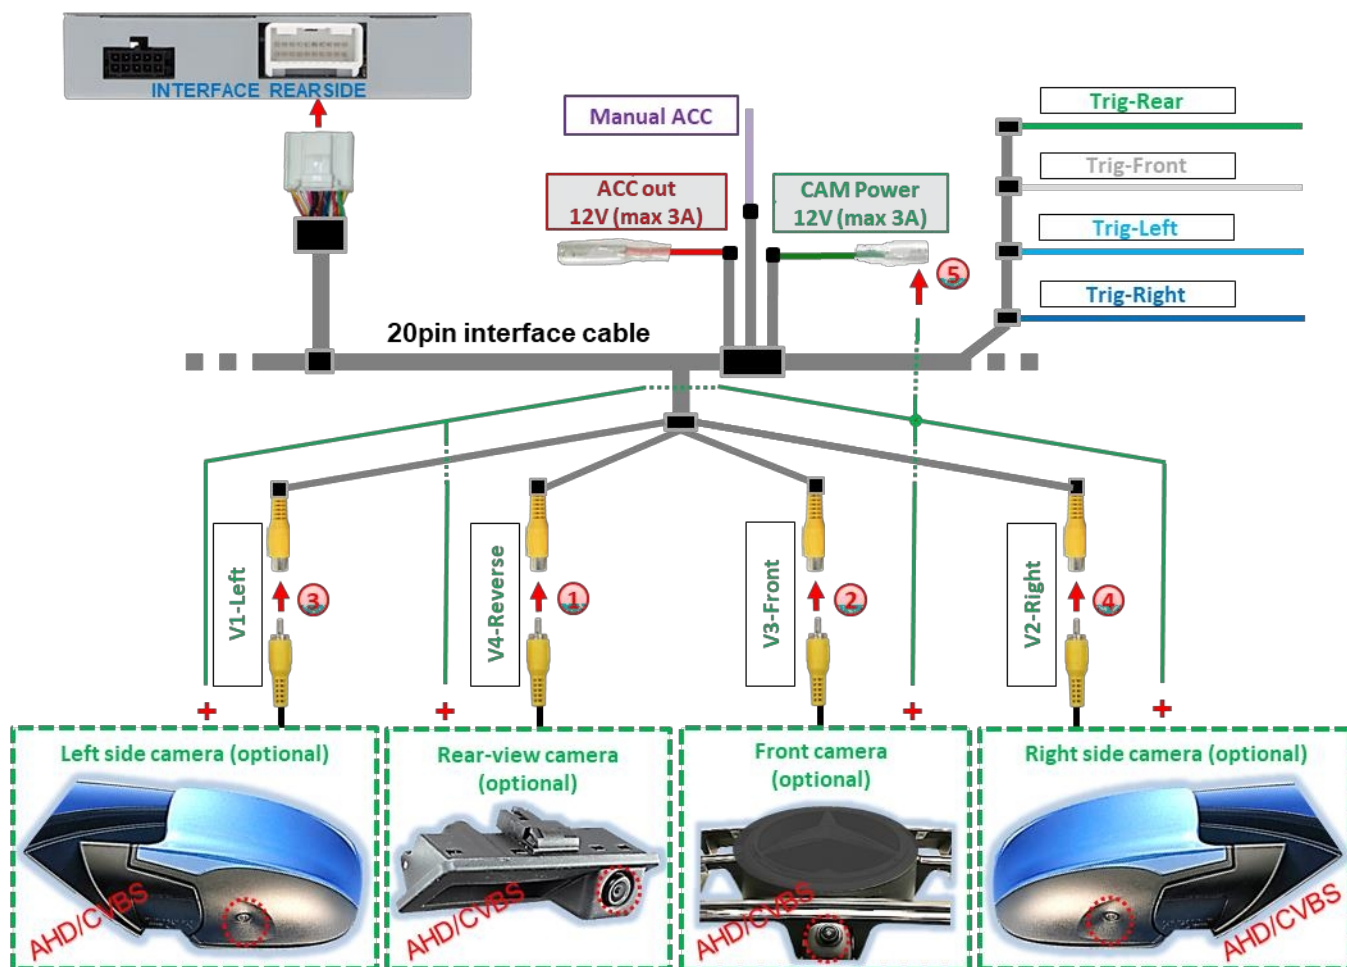 INTERFACE REARSIDE
Manual ACC
ACC out
12V (max 3A)
CAM Power
12V (max 3A)
5
Trig-Rear
Trig-Front
Trig-Left
Trig-Right
20pin interface cable
V1-Left
3
V4-Reverse
1
V3-Front
2
V2-Right
4
+
+
+
+
Left side camera (optional)
AHD/CVBS
Rear-view camera
(optional)
AHD/CVBS
Front camera
(optional)
AHD/CVBS
Right side camera (optional)
AHD/CVBS